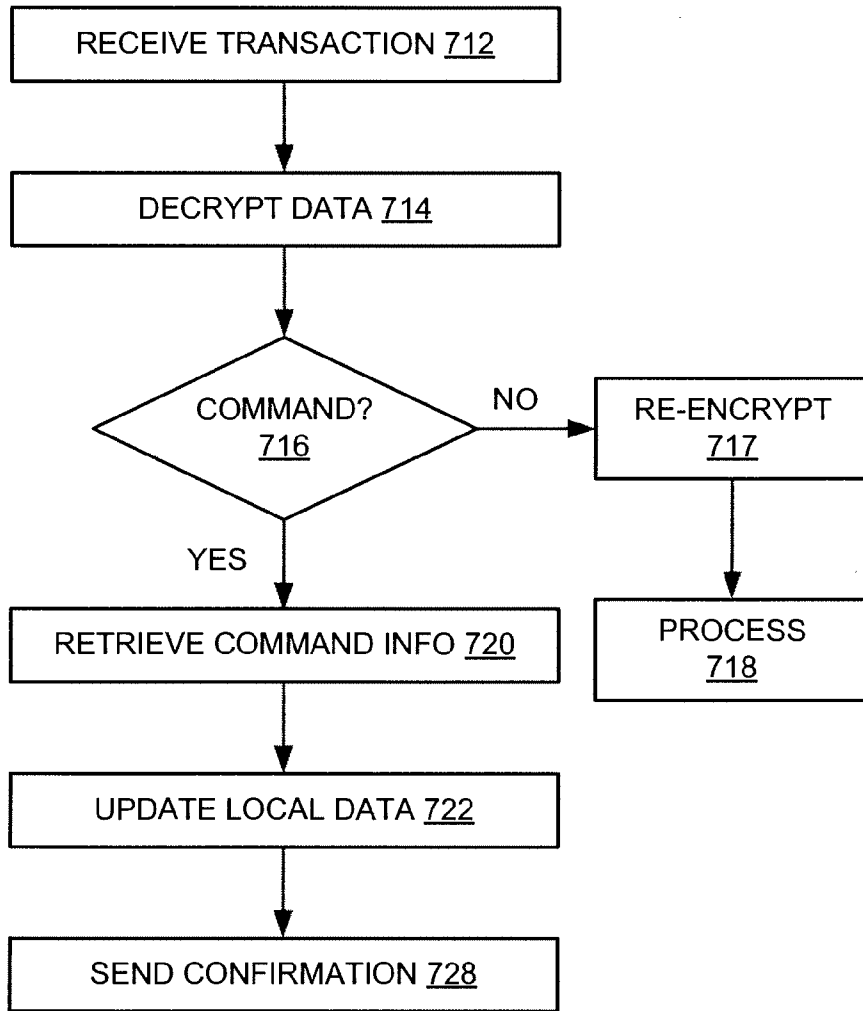 RECEIVE TRANSACTION 712
DECRYPT DATA 714
COMMAND?
716
NO
RE-ENCRYPT
717
YES
PROCESS
718
RETRIEVE COMMAND INFO 720
UPDATE LOCAL DATA 722
SEND CONFIRMATION 728